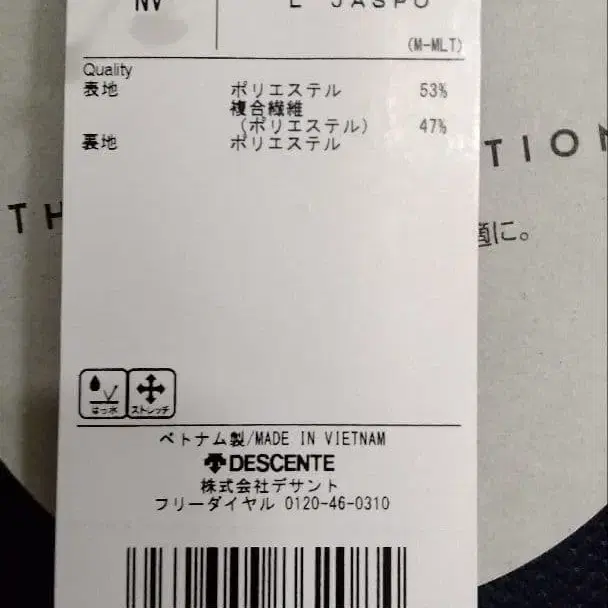 NV
L JASPO
(M-MLT)
Quality
表地 ポリエステル 53%
複合繊維
(ポリエステル) 47%
裏地 ポリエステル
TH
TION
適に。
はっ水 ストレッチ
ベトナム製/MADE IN VIETNAM
DESCENTE
株式会社デサント
フリーダイヤル 0120-46-0310